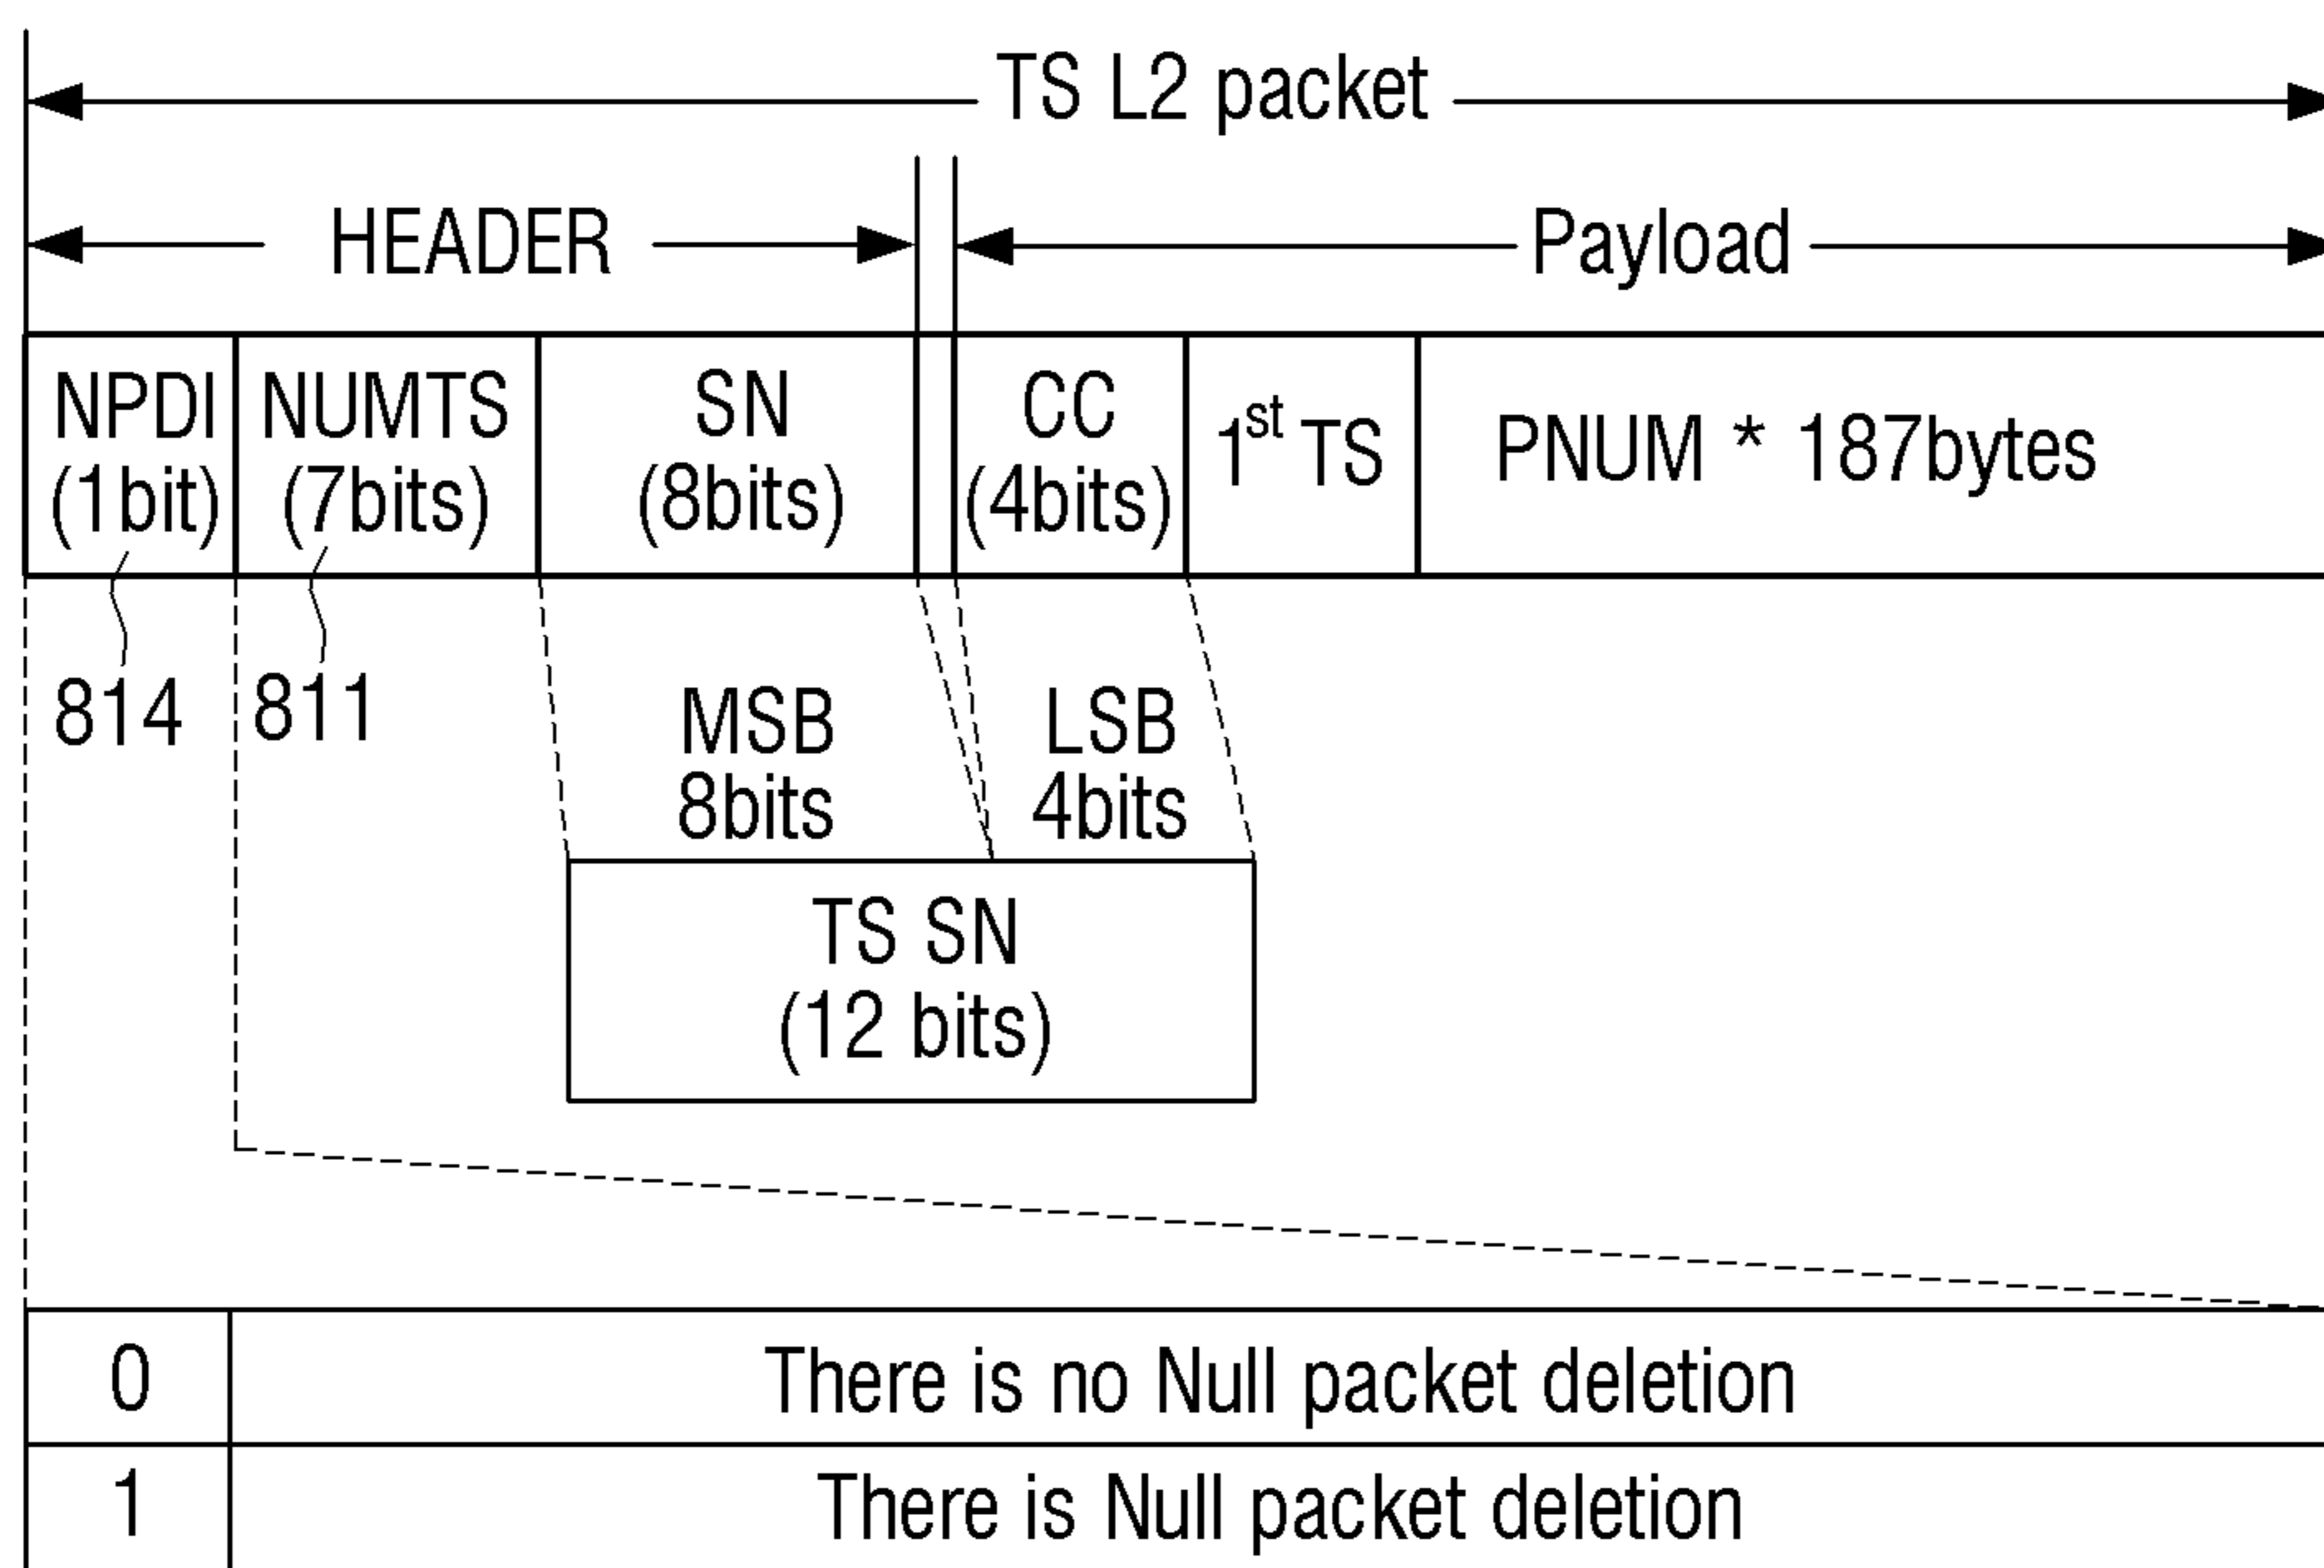 TS L2 packet
HEADER
Payload
NPDI
(1bit)
NUMTS
(7bits)
SN
(8bits)
CC
(4bits)
1st TS
PNUM * 187bytes
814
811
MSB
8bits
LSB
4bits
TS SN
(12 bits)
0
There is no Null packet deletion
1
There is Null packet deletion